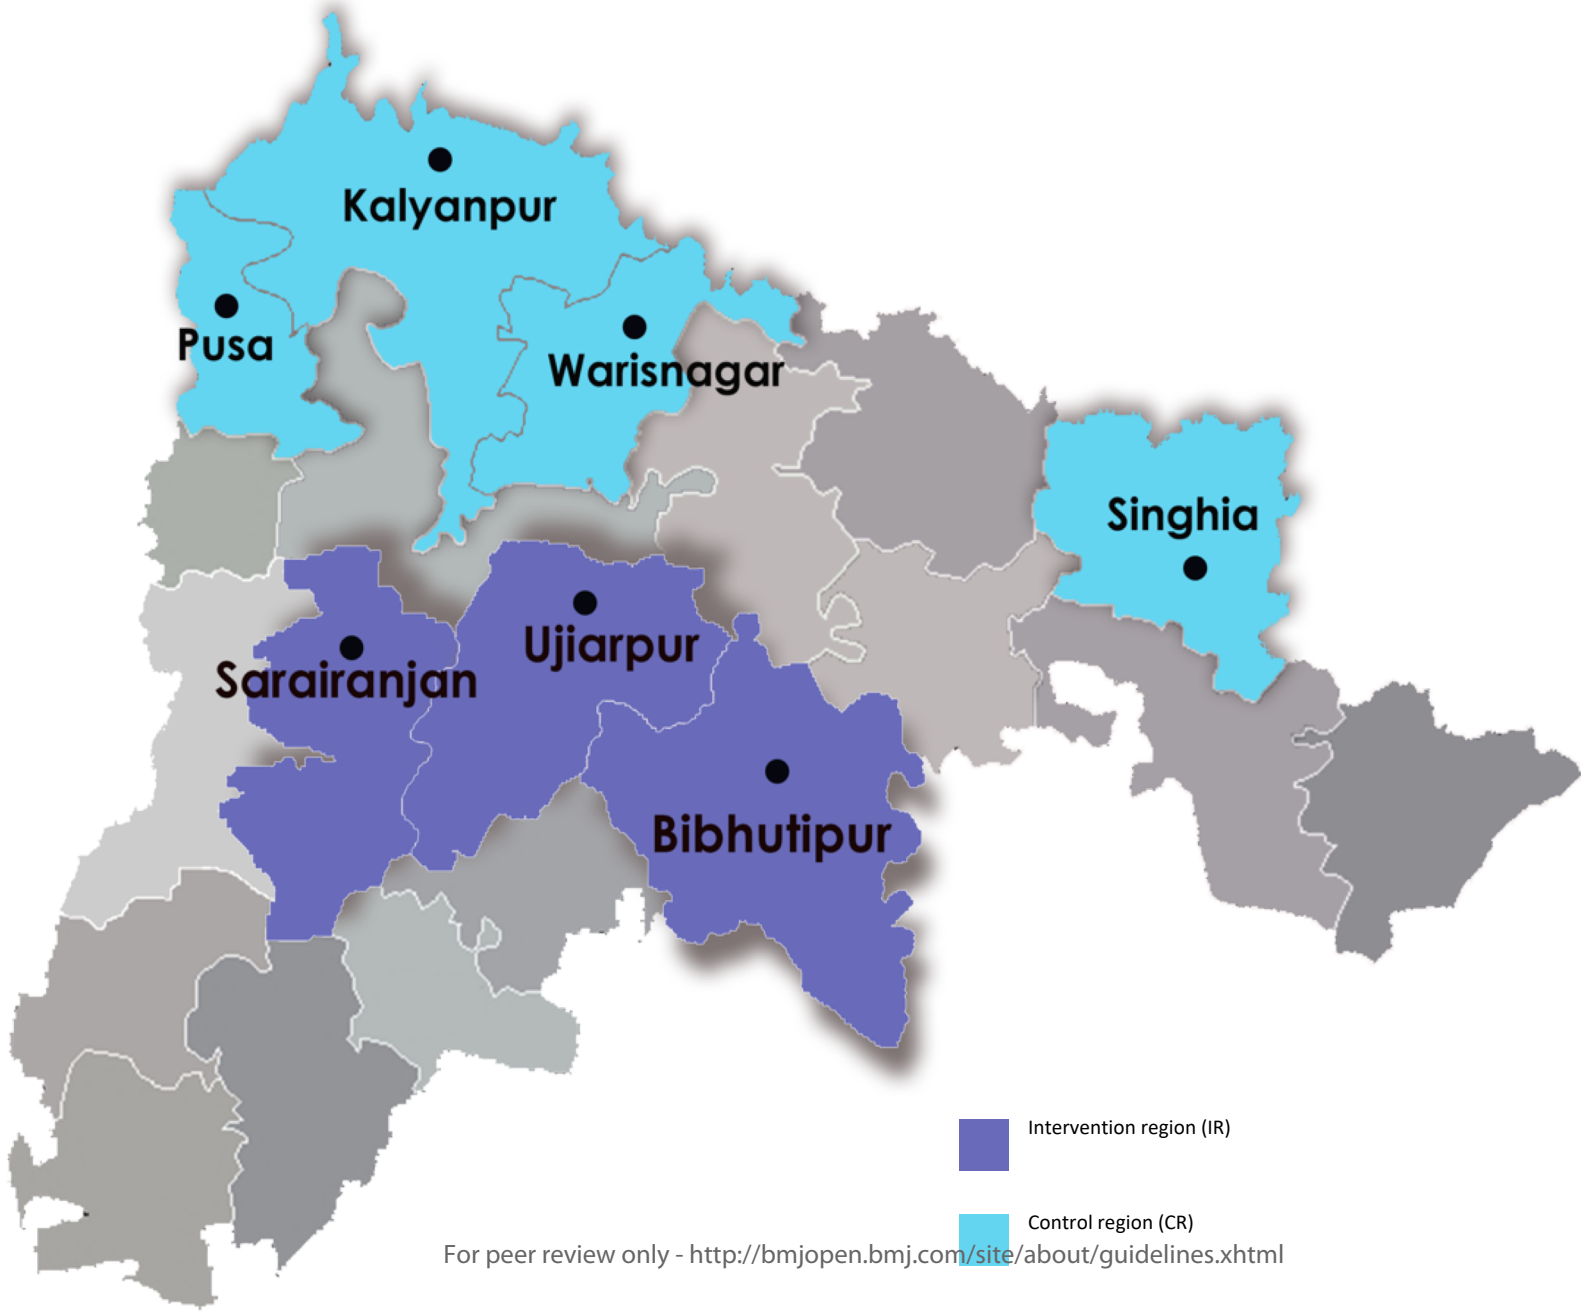 Kalyanpur
Pusa
Warisnagar
Singhia
Ujiarpur
Sarairanjan
Bibhutipur
Intervention region (IR)
Control region (CR)
For peer review only - http://bmjopen.bmj.com/site/about/guidelines.xhtml